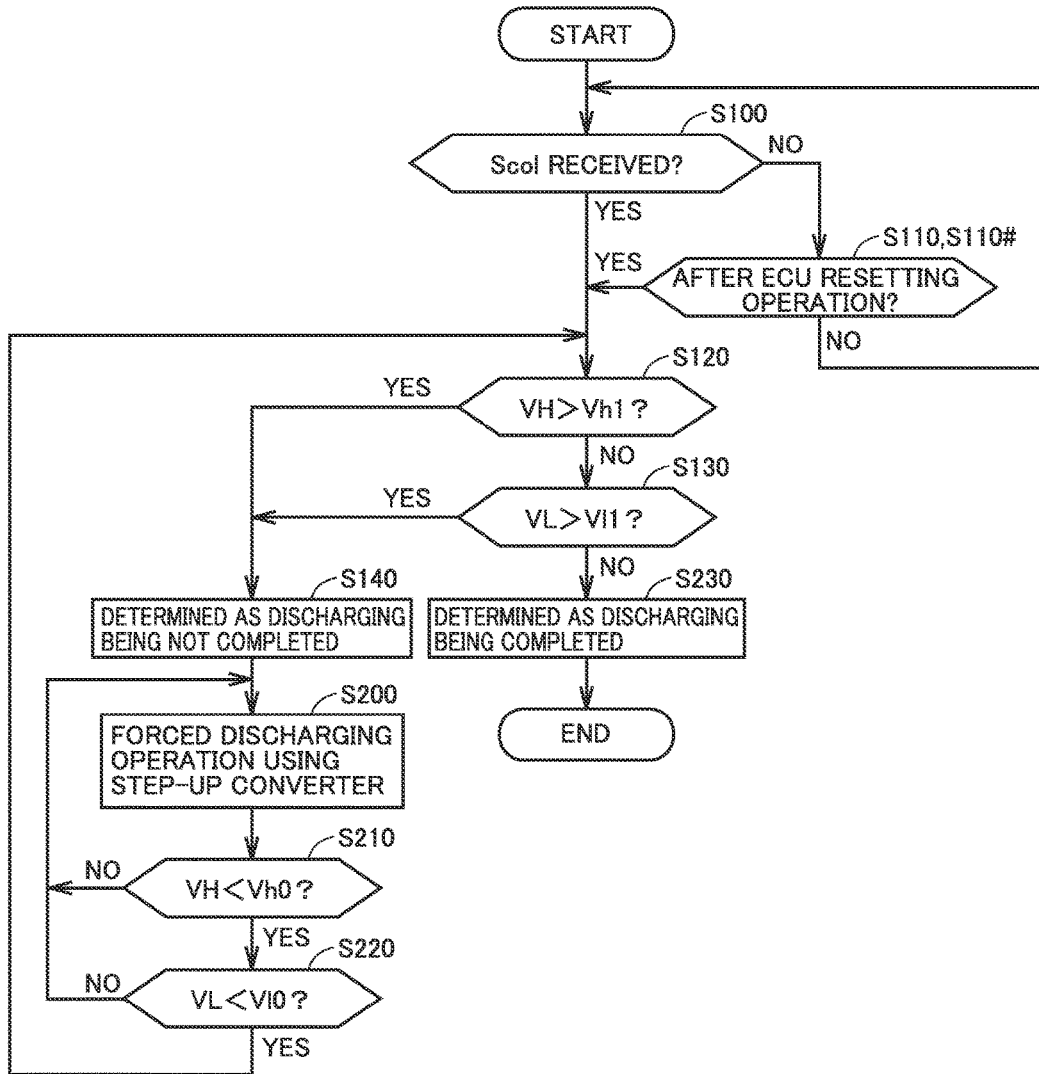 START
S100
Scol RECEIVED?
NO
YES
S110,S110#
YES
AFTER ECU RESETTING
OPERATION?
NO
S120
YES
VH>Vh1?
NO
S130
YES
VL>Vl1?
NO
S140
S230
DETERMINED AS DISCHARGING
BEING NOT COMPLETED
DETERMINED AS DISCHARGING
BEING COMPLETED
S200
FORCED DISCHARGING
OPERATION USING
STEP-UP CONVERTER
END
S210
NO
VH<Vh0?
YES
S220
NO
VL<Vl0?
YES